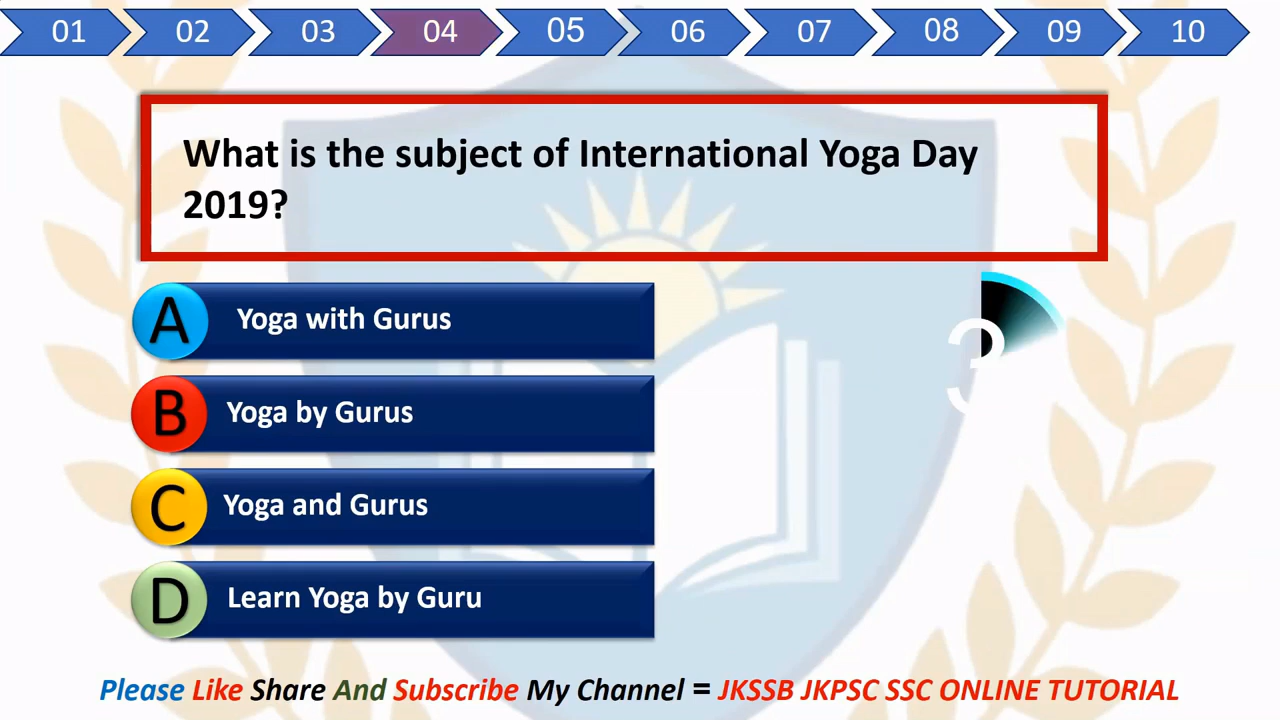 01 02 03 04 05 06 07 08 09 10
What is the subject of International Yoga Day
2019?
A Yoga with Gurus
3
B Yoga by Gurus
C Yoga and Gurus
D Learn Yoga by Guru
Please Like Share And Subscribe My Channel = JKSSB JKPSC SSC ONLINE TUTORIAL